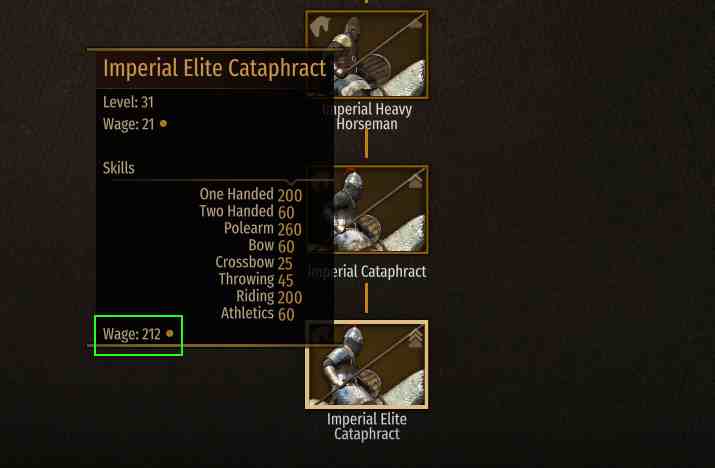 Imperial Elite Cataphract
Level: 31
Wage: 21
Skills
One Handed 200
Two Handed 60
Polearm 260
Bow 60
Crossbow 25
Throwing 45
Riding 200
Athletics 60
Wage: 212
Imperial Heavy
Horseman
Imperial Cataphract
Imperial Elite
Cataphract